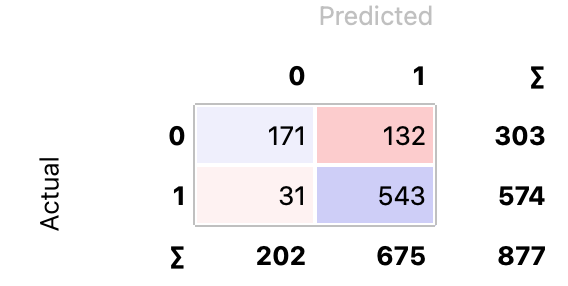 Predicted
0 1 Σ
0 171 132 303
Actual
1 31 543 574
Σ 202 675 877